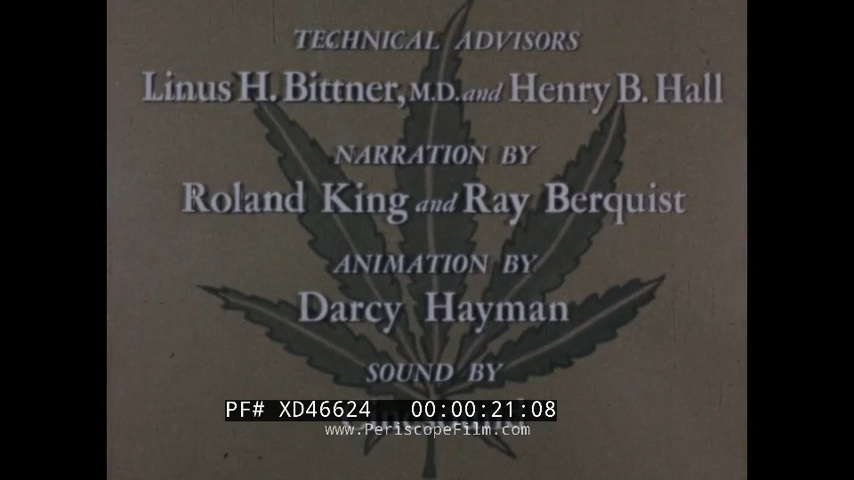 TECHNICAL ADVISORS
Linus H. Bittner, M.D. and Henry B. Hall
NARRATION BY
Roland King and Ray Berquist
ANIMATION BY
Darcy Hayman
SOUND BY
PF# XD46624 00:00:21:08
www.PeriscopeFilm.com